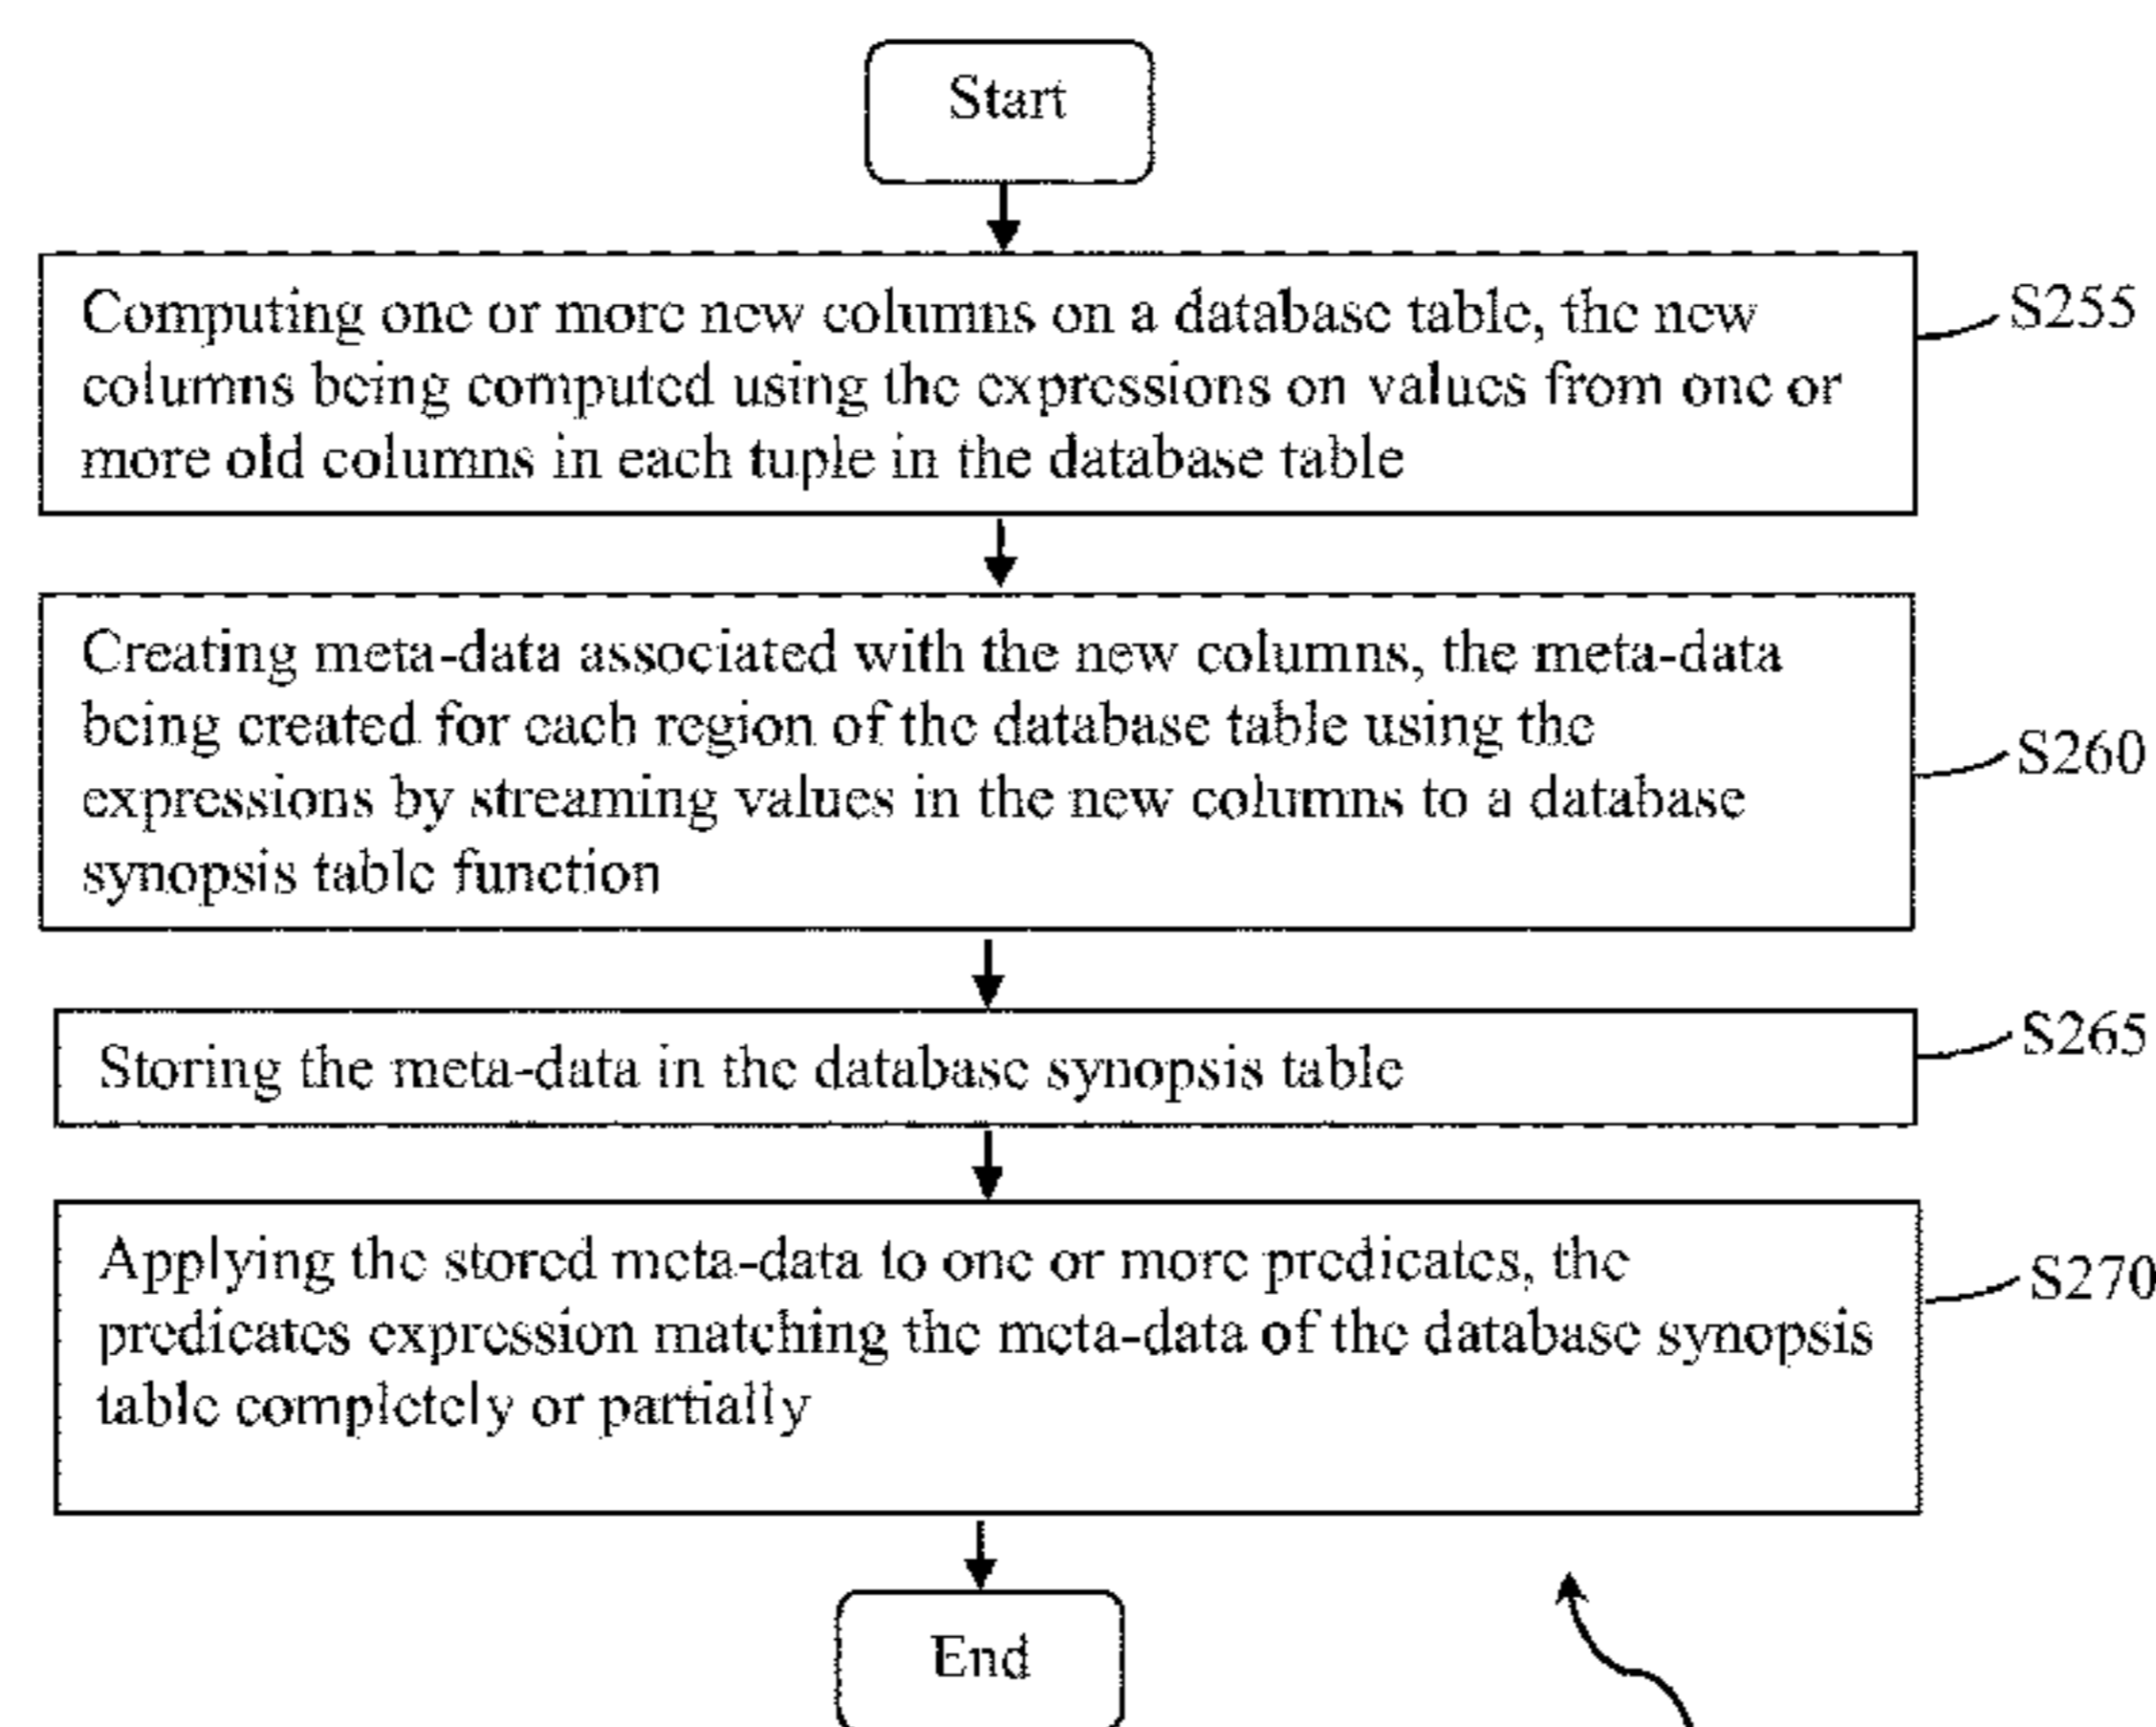 Start
Computing one or more new columns on a database table, the new
columns being computed using the expressions on values from one or
more old columns in each tuple in the database table
S255
Creating meta-data associated with the new columns, the meta-data
being created for each region of the database table using the
expressions by streaming values in the new columns to a database
synopsis table function
S260
Storing the meta-data in the database synopsis table
S265
Applying the stored meta-data to one or more predicates, the
predicates expression matching the meta-data of the database synopsis
table completely or partially
S270
End